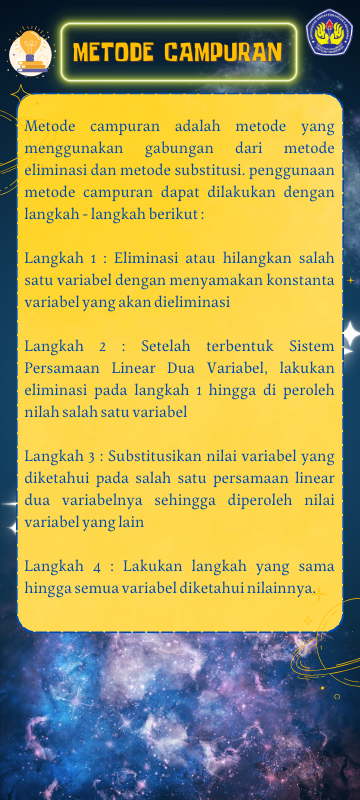 METODE CAMPURAN
Metode campuran adalah metode yang
menggunakan gabungan dari metode
eliminasi dan metode substitusi. penggunaan
metode campuran dapat dilakukan dengan
langkah - langkah berikut :
Langkah 1 : Eliminasi atau hilangkan salah
satu variabel dengan menyamakan konstanta
variabel yang akan dieliminasi
Langkah 2 : Setelah terbentuk Sistem
Persamaan Linear Dua Variabel, lakukan
eliminasi pada langkah 1 hingga di peroleh
nilah salah satu variabel
Langkah 3 : Substitusikan nilai variabel yang
diketahui pada salah satu persamaan linear
dua variabelnya sehingga diperoleh nilai
variabel yang lain
Langkah 4 : Lakukan langkah yang sama
hingga semua variabel diketahui nilainnya.